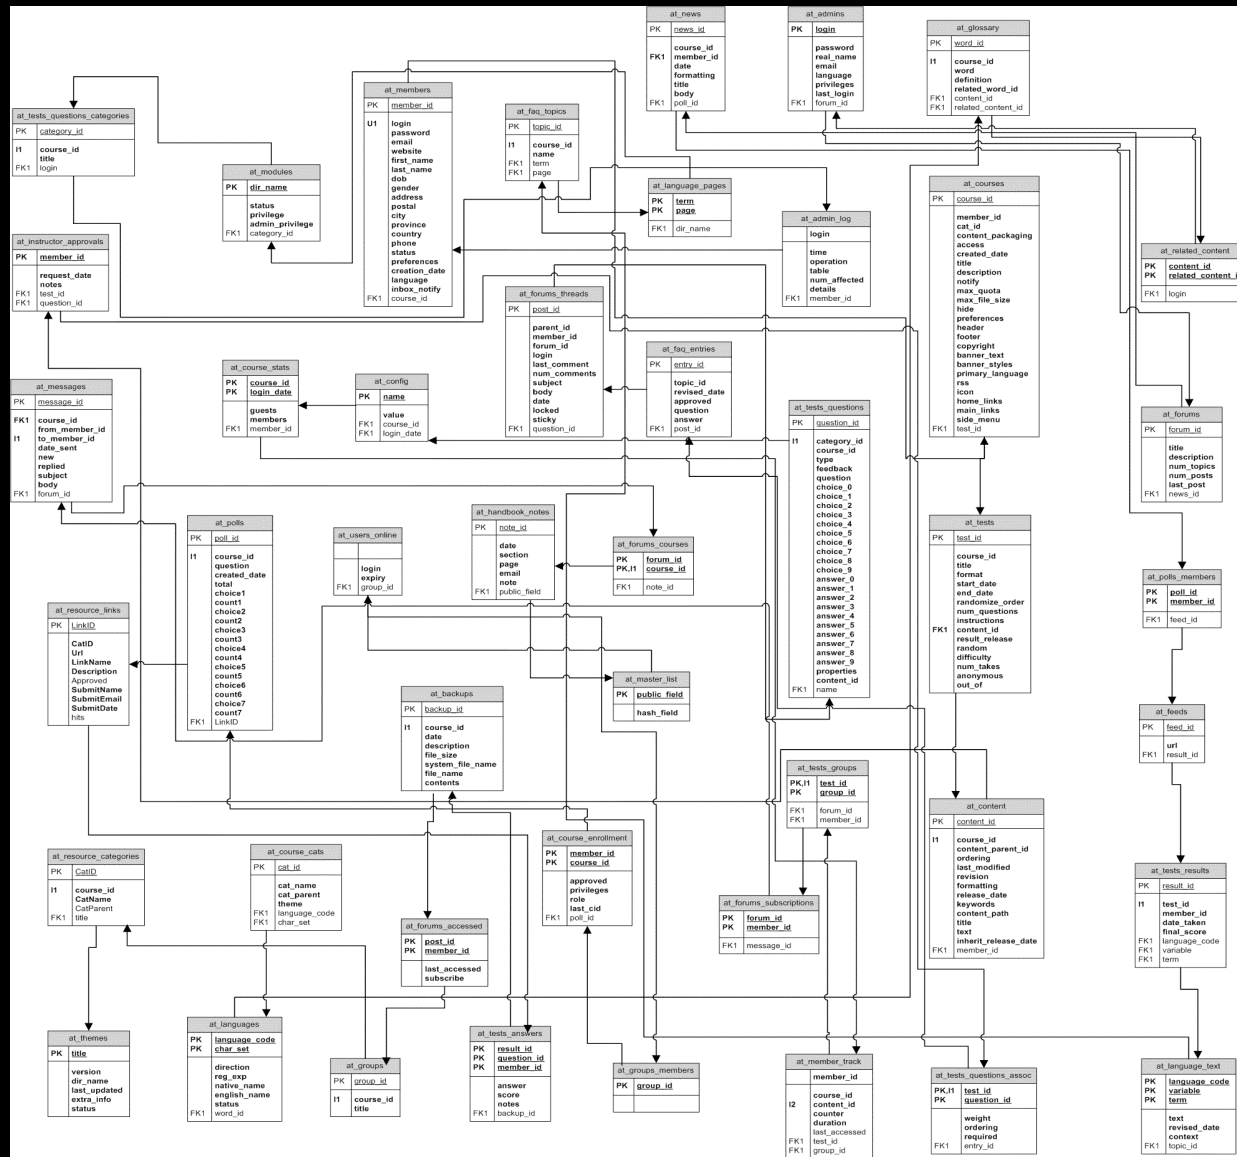 at_news
PK news_id
course_id
FK1 member_id
date
formatting
title
body
FK1 poll_id
at_admins
PK login
password
real_name
email
language
privileges
last_login
FK1 forum_id
at_glossary
PK word_id
I1 course_id
word
definition
related_word_id
FK1 content_id
FK1 related_content_id
at_members
PK member_id
U1 login
password
email
website
first_name
last_name
dob
gender
address
postal
city
province
country
phone
status
preferences
creation_date
language
inbox_notify
FK1 course_id
at_faq_topics
PK topic_id
I1 course_id
name
FK1 term
FK1 page
at_tests_questions_categories
PK category_id
I1 course_id
title
FK1 login
at_modules
PK dir_name
status
privilege
admin_privilege
FK1 category_id
at_language_pages
PK term
PK page
FK1 dir_name
at_admin_log
login
time
operation
table
num_affected
details
FK1 member_id
at_courses
PK course_id
member_id
cat_id
content_packaging
access
created_date
title
description
notify
max_quota
max_file_size
hide
preferences
header
footer
copyright
banner_text
banner_styles
primary_language
rss
icon
home_links
main_links
side_menu
FK1 test_id
at_related_content
PK content_id
PK related_content_i
FK1 login
at_instructor_approvals
PK member_id
request_date
notes
FK1 test_id
FK1 question_id
at_forums_threads
PK post_id
parent_id
member_id
forum_id
login
last_comment
num_comments
subject
body
date
locked
sticky
FK1 question_id
at_faq_entries
PK entry_id
topic_id
revised_date
approved
question
answer
FK1 post_id
at_course_stats
PK course_id
PK login_date
guests
members
FK1 member_id
at_config
PK name
value
FK1 course_id
FK1 login_date
at_messages
PK message_id
FK1 course_id
from_member_id
I1 to_member_id
date_sent
new
replied
subject
body
FK1 forum_id
at_tests_questions
PK question_id
I1 category_id
course_id
type
feedback
question
choice_0
choice_1
choice_2
choice_3
choice_4
choice_5
choice_6
choice_7
choice_8
choice_9
answer_0
answer_1
answer_2
answer_3
answer_4
answer_5
answer_6
answer_7
answer_8
answer_9
properties
content_id
FK1 name
at_forums
PK forum_id
title
description
num_topics
num_posts
last_post
FK1 news_id
at_polls
PK poll_id
I1 course_id
question
created_date
total
choice1
count1
choice2
count2
choice3
count3
choice4
count4
choice5
count5
choice6
count6
choice7
count7
FK1 LinkID
at_users_online
login
expiry
FK1 group_id
at_handbook_notes
PK note_id
date
section
page
email
note
FK1 public_field
at_forums_courses
PK forum_id
PK,I1 course_id
FK1 note_id
at_tests
PK test_id
course_id
title
format
start_date
end_date
randomize_order
num_questions
instructions
FK1 content_id
result_release
random
difficulty
num_takes
anonymous
out_of
at_polls_members
PK poll_id
PK member_id
FK1 feed_id
at_resource_links
PK LinkID
CatID
Url
LinkName
Description
Approved
SubmitName
SubmitEmail
SubmitDate
hits
at_master_list
PK public_field
hash_field
at_backups
PK backup_id
I1 course_id
date
description
file_size
system_file_name
file_name
contents
at_feeds
PK feed_id
url
FK1 result_id
at_tests_groups
PK,I1 test_id
PK group_id
FK1 forum_id
FK1 member_id
at_content
PK content_id
I1 course_id
content_parent_id
ordering
last_modified
revision
formatting
release_date
keywords
content_path
title
text
inherit_release_date
FK1 member_id
at_resource_categories
PK CatID
I1 course_id
CatName
CatParent
FK1 title
at_course_cats
PK cat_id
cat_name
cat_parent
theme
FK1 language_code
FK1 char_set
at_course_enrollment
PK member_id
PK course_id
approved
privileges
role
last_cid
FK1 poll_id
at_tests_results
PK result_id
I1 test_id
member_id
date_taken
final_score
FK1 language_code
FK1 variable
FK1 term
at_forums_subscriptions
PK forum_id
PK member_id
FK1 message_id
at_forums_accessed
PK post_id
PK member_id
last_accessed
subscribe
at_themes
PK title
version
dir_name
last_updated
extra_info
status
at_languages
PK language_code
PK char_set
direction
reg_exp
native_name
english_name
status
FK1 word_id
at_groups
PK group_id
I1 course_id
title
at_tests_answers
PK result_id
PK question_id
PK member_id
answer
score
notes
FK1 backup_id
at_groups_members
PK group_id
at_member_track
member_id
course_id
I2 content_id
counter
duration
last_accessed
FK1 test_id
FK1 group_id
at_tests_questions_assoc
PK,I1 test_id
PK question_id
weight
ordering
required
FK1 entry_id
at_language_text
PK language_code
PK variable
PK term
text
revised_date
context
FK1 topic_id